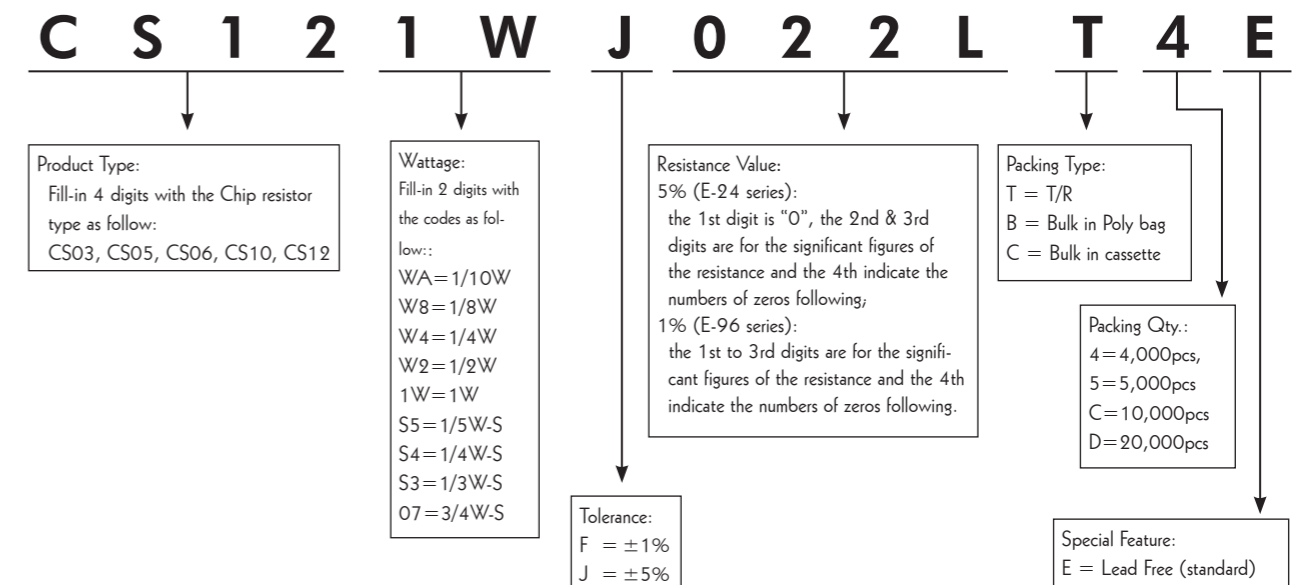 C S 1 2 1 W J 0 2 2 L T 4 E
Product Type:
Fill-in 4 digits with the Chip resistor
type as follow:
CS03, CS05, CS06, CS10, CS12
Wattage:
Fill-in 2 digits with
the codes as fol-
low::
WA=1/10W
W8=1/8W
W4=1/4W
W2=1/2W
1W=1W
S5=1/5W-S
S4=1/4W-S
S3=1/3W-S
07=3/4W-S
Tolerance:
F = ±1%
J = ±5%
Resistance Value:
5% (E-24 series):
the 1st digit is “0”, the 2nd & 3rd
digits are for the significant figures of
the resistance and the 4th indicate the
numbers of zeros following;
1% (E-96 series):
the 1st to 3rd digits are for the signifi-
cant figures of the resistance and the 4th
indicate the numbers of zeros following.
Packing Type:
T = T/R
B = Bulk in Poly bag
C = Bulk in cassette
Packing Qty.:
4=4,000pcs,
5=5,000pcs
C=10,000pcs
D=20,000pcs
Special Feature:
E = Lead Free (standard)